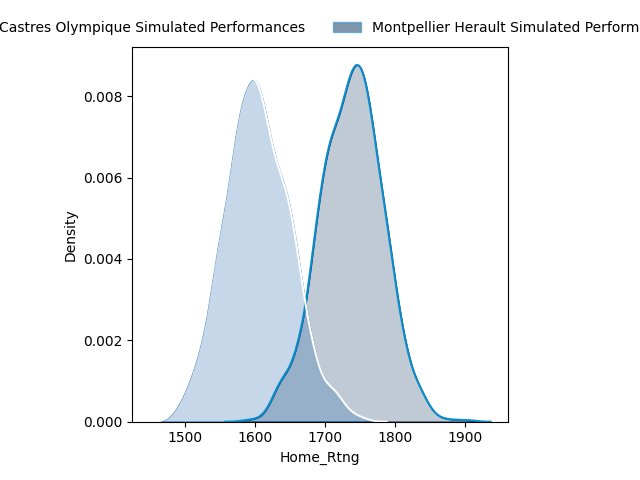 Castres Olympique Simulated Performances
Montpellier Herault Simulated Perform
0.008
0.006
0.004
0.002
0.000
Density
1500 1600 1700 1800 1900
Home_Rtng